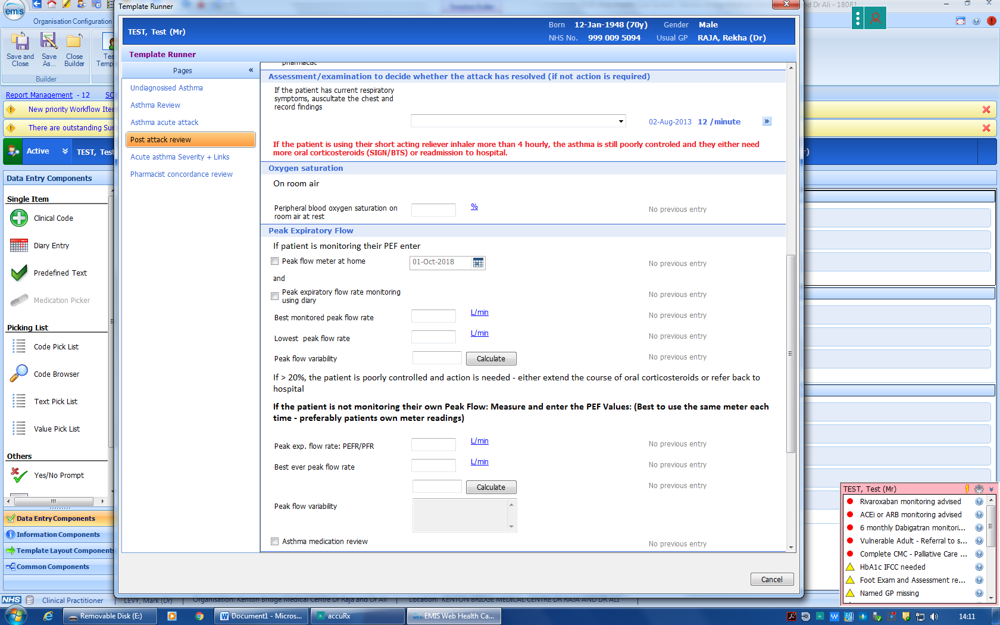 emis
Template Runner
nd Dr Ali - 18081
Organisation Configuration
Save and Close
Save As...
Close Builder
Tes
Temp
Builder
TEST, Test (Mr)
Born 12-Jan-1948 (70y) Gender Male
NHS No. 999 009 5094 Usual GP RAJA, Rekha (Dr)
Template Runner
Report Management - 12 SC
New priority Workflow Iter
There are outstanding Sur
Active
TEST, Test
Pages
Undiagnosised Asthma
Asthma Review
Asthma acute attack
Post attack review
Acute asthma Severity + Links
Pharmacist concordance review
Data Entry Components
Single Item
Clinical Code
Diary Entry
Predefined Text
Medication Picker
Picking List
Code Pick List
Code Browser
Text Pick List
Value Pick List
Others
Yes/No Prompt
Data Entry Components
Information Components
Template Layout Components
Common Components
pharmacist
Assessment/examination to decide whether the attack has resolved (if not action is required)
If the patient has current respiratory
symptoms, auscultate the chest and
record findings
02-Aug-2013 12 /minute »
If the patient is using their short acting reliever inhaler more than 4 hourly, the asthma is still poorly controled and they either need
more oral corticosteroids (SIGN/BTS) or readmission to hospital.
Oxygen saturation
On room air
Peripheral blood oxygen saturation on
room air at rest
% No previous entry
Peak Expiratory Flow
If patient is monitoring their PEF enter
Peak flow meter at home 01-Oct-2018 No previous entry
and
Peak expiratory flow rate monitoring
using diary
No previous entry
Best monitored peak flow rate L/min No previous entry
Lowest peak flow rate L/min No previous entry
Peak flow variability Calculate No previous entry
If > 20%, the patient is poorly controlled and action is needed - either extend the course of oral corticosteroids or refer back to
hospital
If the patient is not monitoring their own Peak Flow: Measure and enter the PEF Values: (Best to use the same meter each
time - preferably patients own meter readings)
Peak exp. flow rate: PEFR/PFR L/min No previous entry
Best ever peak flow rate L/min No previous entry
Calculate No previous entry
Peak flow variability
Asthma medication review No previous entry
Cancel
TEST, Test (Mr)
Rivaroxaban monitoring advised
ACEi or ARB monitoring advised
6 monthly Dabigatran monitori...
Vulnerable Adult - Referral to s...
Complete CMC - Palliative Care ...
HbA1c IFCC needed
Foot Exam and Assessment re...
Named GP missing
NHS Clinical Practitioner LEVY, Mark (Dr) Organisation: Kenton Bridge Medical Centre Dr Raja and Dr Ali Location: KENTON BRIDGE MEDICAL CENTRE DR RAJA AND DR ALI
Removable Disk (E:) Document1 - Micros... accuRx EMIS Web Health Ca... 14:11